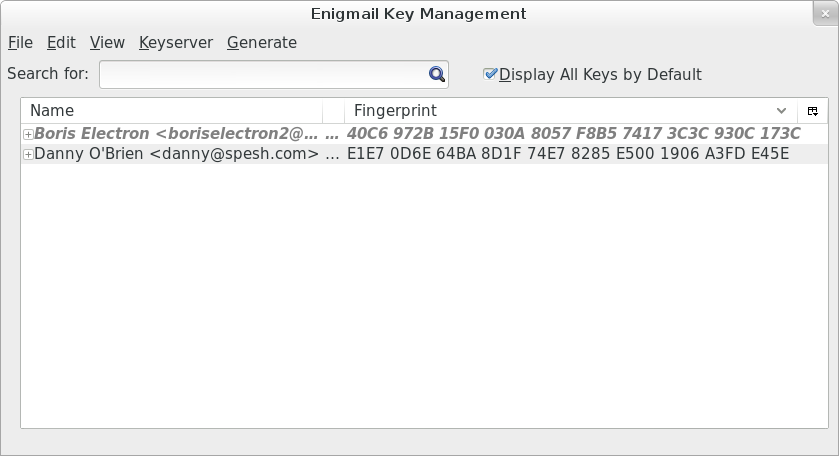 Enigmail Key Management
File Edit View Keyserver Generate
Search for: Display All Keys by Default
Name Fingerprint
Boris Electron <boriselectron2@... ... 40C6 972B 15F0 030A 8057 F8B5 7417 3C3C 930C 173C
Danny O'Brien <danny@spesh.com> ... E1E7 0D6E 64BA 8D1F 74E7 8285 E500 1906 A3FD E45E